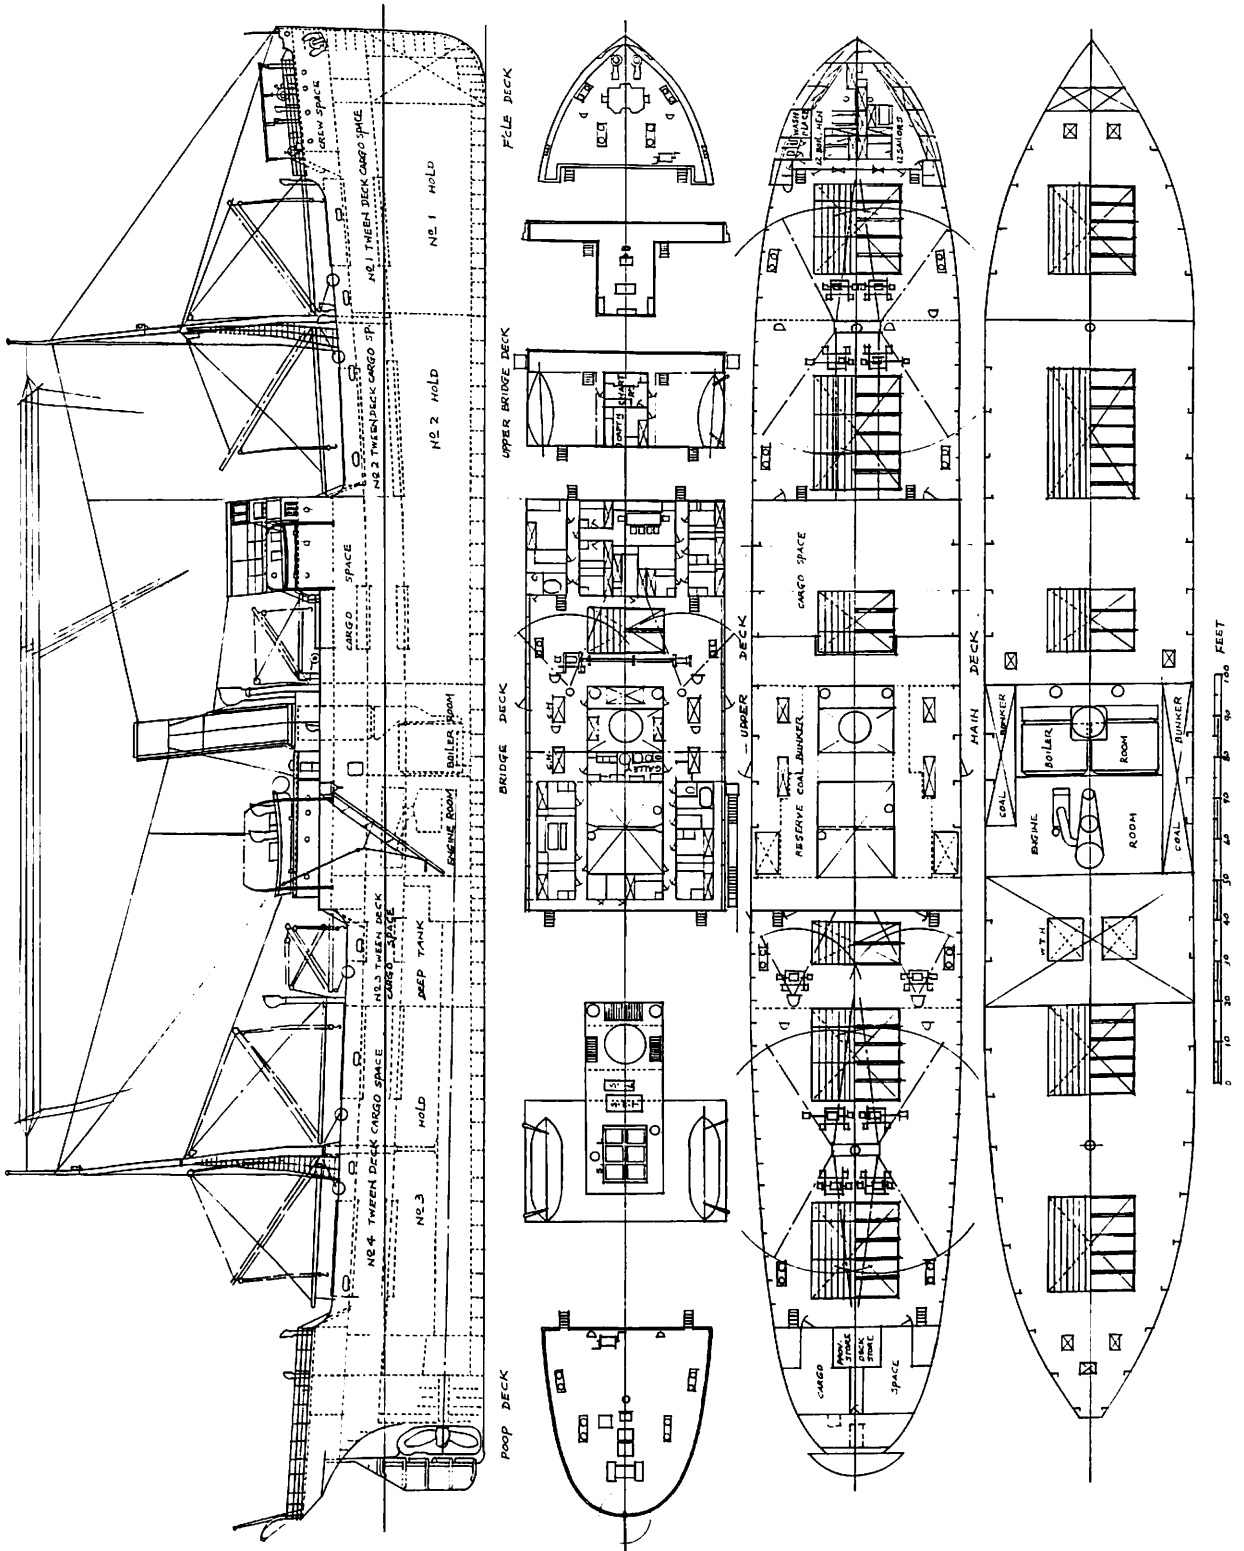 CREW SPACE
No 1 TWEEN DECK CARGO SPACE
No 1 HOLD
No 2 TWEEN DECK CARGO SP.
No 2 HOLD
CARGO SPACE
BOILER ROOM
ENGINE ROOM
No 3 TWEEN DECK
CARGO SPACE
DEEP TANK
No 4 TWEEN DECK CARGO SPACE
HOLD
No 3
F'CLE DECK
UPPER BRIDGE DECK
BRIDGE DECK
POOP DECK
CAPT'N
C.H.
C.H.
WASH
PLACE
12 SAILORS
CARGO SPACE
UPPER DECK
RESERVE COAL BUNKER
CARGO
PROV.
STORE
DECK
STORE
SPACE
MAIN DECK
COAL BUNKER
BOILER
ROOM
COAL BUNKER
ENGINE
ROOM
W T H
0 10 20 30 40 50 60 70 80 90 100
FEET